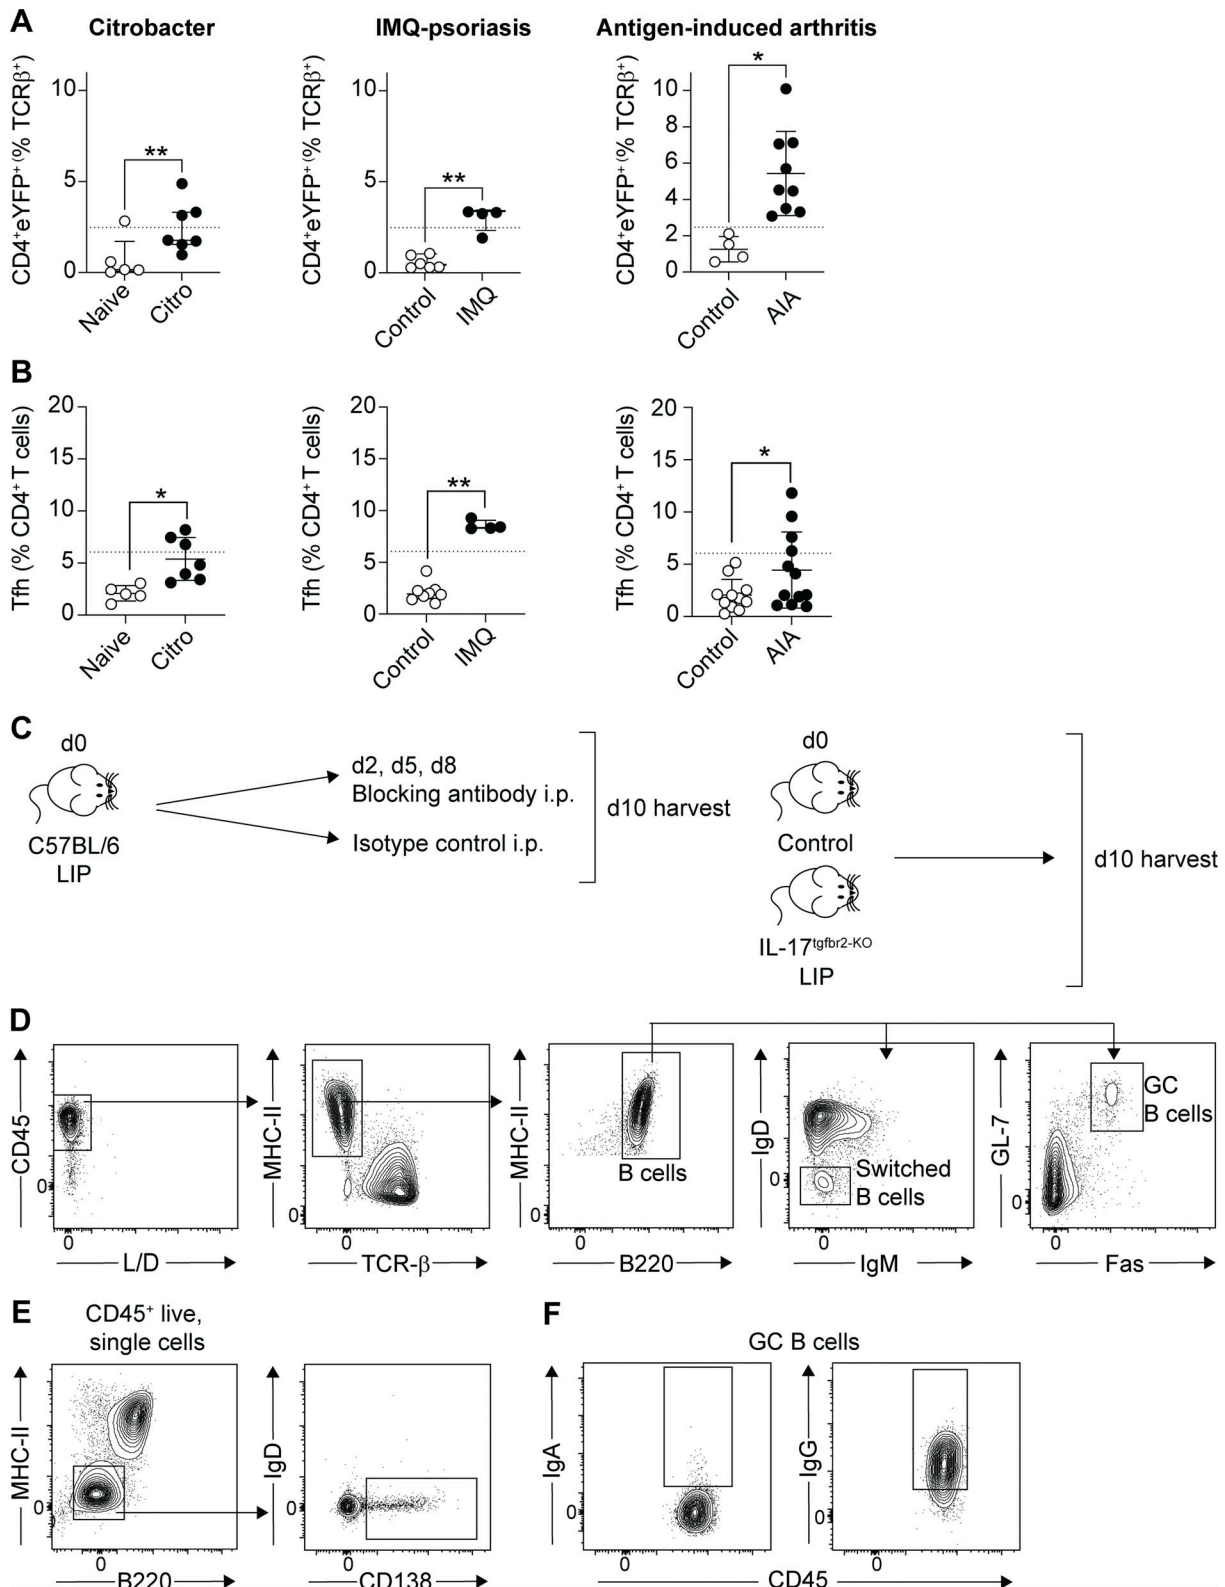 A
Citrobacter
IMQ-psoriasis
Antigen-induced arthritis
CD4+eYFP+ (% TCRβ+)
10
5
0
**
Naive
Citro
CD4+eYFP+ (% TCRβ+)
10
5
0
**
Control
IMQ
CD4+eYFP+ (% TCRβ+)
10
8
6
4
2
0
*
Control
AIA
B
Tfh (% CD4+ T cells)
20
15
10
5
0
*
Naive
Citro
Tfh (% CD4+ T cells)
20
15
10
5
0
**
Control
IMQ
Tfh (% CD4+ T cells)
20
15
10
5
0
*
Control
AIA
C
d0
C57BL/6
LIP
d2, d5, d8
Blocking antibody i.p.
Isotype control i.p.
d10 harvest
d0
Control
IL-17tgfbr2-KO
LIP
d10 harvest
D
CD45
0
0
L/D
MHC-II
0
0
TCR-β
MHC-II
0
0
B220
B cells
IgD
0
0
IgM
Switched
B cells
GL-7
0
0
Fas
GC
B cells
E
CD45+ live,
single cells
MHC-II
0
0
B220
IgD
0
0
CD138
F
GC B cells
IgA
0
0
IgG
0
0
CD45